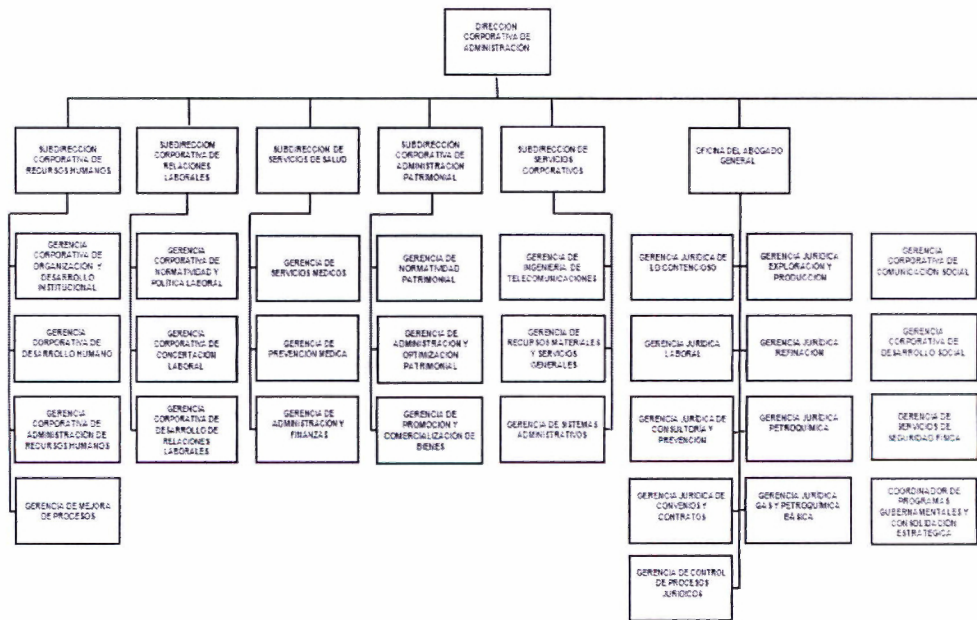 DIRECCIÓN
CORPORATIVA DE
ADMINISTRACIÓN
SUBDIRECCIÓN
CORPORATIVA DE
RECURSOS HUMANOS
SUBDIRECCIÓN
CORPORATIVA DE
RELACIONES
LABORALES
SUBDIRECCIÓN
DE SERVICIOS DE SALUD
SUBDIRECCIÓN
CORPORATIVA DE
ADMINISTRACIÓN
PATRIMONIAL
SUBDIRECCIÓN DE
SERVICIOS
CORPORATIVOS
OFICINA DEL ABOGADO
GENERAL
GERENCIA
CORPORATIVA DE
ORGANIZACIÓN Y
DESARROLLO
INSTITUCIONAL
GERENCIA
CORPORATIVA DE
NORMATIVIDAD Y
POLÍTICA LABORAL
GERENCIA DE
SERVICIOS MÉDICOS
GERENCIA DE
NORMATIVIDAD
PATRIMONIAL
GERENCIA DE
INGENIERÍA DE
TELECOMUNICACIONES
GERENCIA JURÍDICA DE
LO CONTENCIOSO
GERENCIA JURÍDICA
EXPLORACIÓN Y
PRODUCCIÓN
GERENCIA
CORPORATIVA DE
COMUNICACIÓN SOCIAL
GERENCIA
CORPORATIVA DE
DESARROLLO HUMANO
GERENCIA
CORPORATIVA DE
CONCERTACIÓN
LABORAL
GERENCIA
DE PREVENCIÓN MÉDICA
GERENCIA DE
ADMINISTRACIÓN Y
OPTIMIZACIÓN
PATRIMONIAL
GERENCIA DE
RECURSOS MATERIALES
Y SERVICIOS
GENERALES
GERENCIA JURÍDICA
LABORAL
GERENCIA JURÍDICA
REFINACIÓN
GERENCIA
CORPORATIVA DE
DESARROLLO SOCIAL
GERENCIA
CORPORATIVA DE
ADMINISTRACIÓN DE
RECURSOS HUMANOS
GERENCIA
CORPORATIVA DE
DESARROLLO DE
RELACIONES
LABORALES
GERENCIA DE
ADMINISTRACIÓN Y
FINANZAS
GERENCIA DE
PROMOCIÓN Y
COMERCIALIZACIÓN DE
BIENES
GERENCIA DE SISTEMAS
ADMINISTRATIVOS
GERENCIA JURÍDICA DE
CONSULTORÍA Y
PREVENCIÓN
GERENCIA JURÍDICA
PETROQUÍMICA
GERENCIA DE
SERVICIOS DE
SEGURIDAD FÍSICA
GERENCIA DE MEJORA
DE PROCESOS
GERENCIA JURÍDICA DE
CONVENIOS Y
CONTRATOS
GERENCIA JURÍDICA
GAS Y PETROQUÍMICA
BÁSICA
COORDINADOR DE
PROGRAMAS
GUBERNAMENTALES Y
CONSOLIDACIÓN
ESTRATÉGICA
GERENCIA DE CONTROL
DE PROCESOS
JURÍDICOS